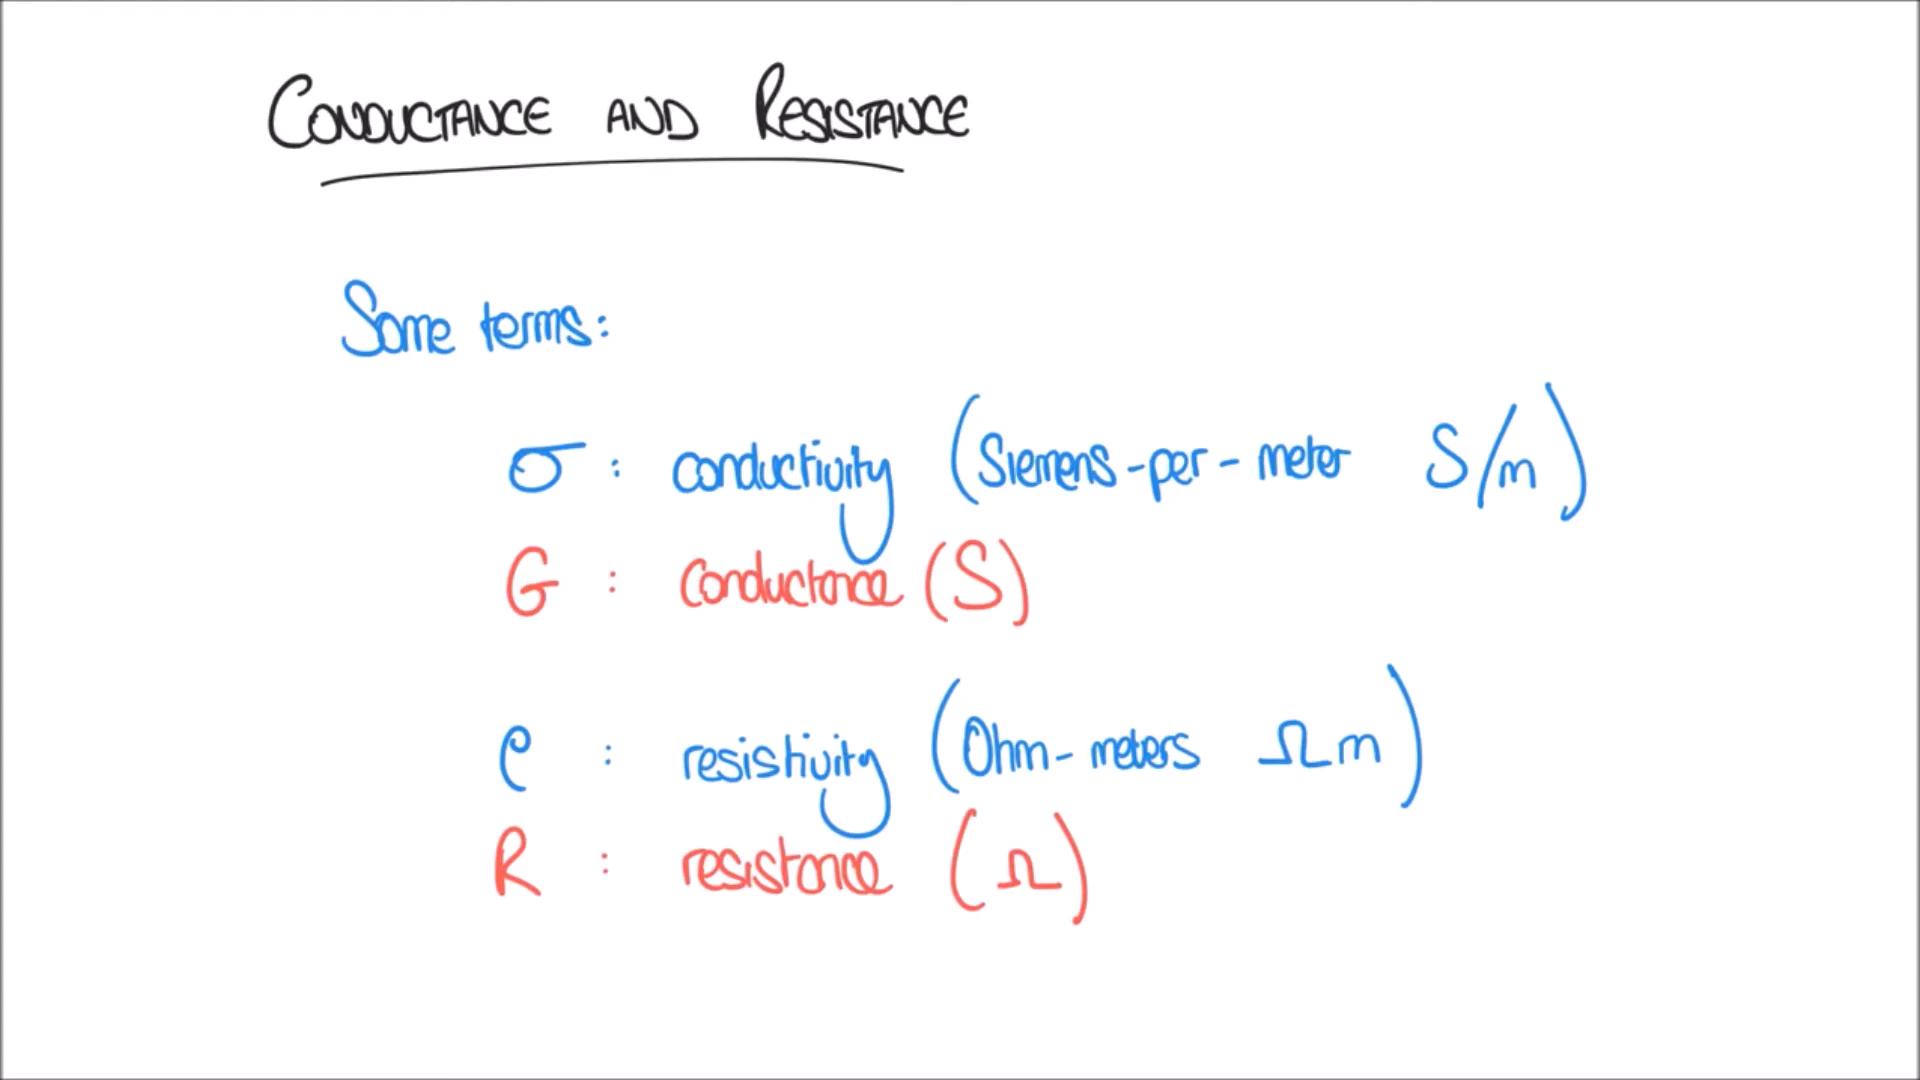 CONDUCTANCE AND RESISTANCE
Some terms:
σ : conductivity (Siemens-per-meter S/m)
G : conductance (S)
ρ : resistivity (Ohm-meters Ωm)
R : resistance (Ω)